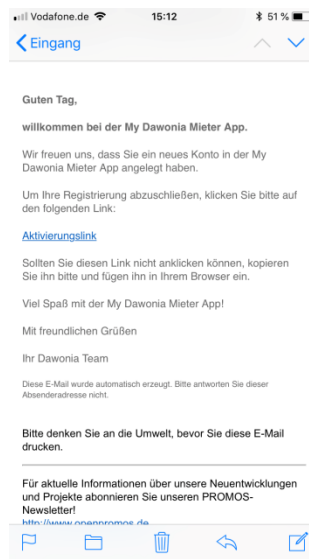 Vodafone.de 15:12 51 %
Eingang
Guten Tag,
willkommen bei der My Dawonia Mieter App.
Wir freuen uns, dass Sie ein neues Konto in der My
Dawonia Mieter App angelegt haben.
Um Ihre Registrierung abzuschließen, klicken Sie bitte auf
den folgenden Link:
Aktivierungslink
Sollten Sie diesen Link nicht anklicken können, kopieren
Sie ihn bitte und fügen ihn in Ihrem Browser ein.
Viel Spaß mit der My Dawonia Mieter App!
Mit freundlichen Grüßen
Ihr Dawonia Team
Diese E-Mail wurde automatisch erzeugt. Bitte antworten Sie dieser
Absenderadresse nicht.
Bitte denken Sie an die Umwelt, bevor Sie diese E-Mail
drucken.
Für aktuelle Informationen über unsere Neuentwicklungen
und Projekte abonnieren Sie unseren PROMOS-
Newsletter!
http://www.openpromos.de